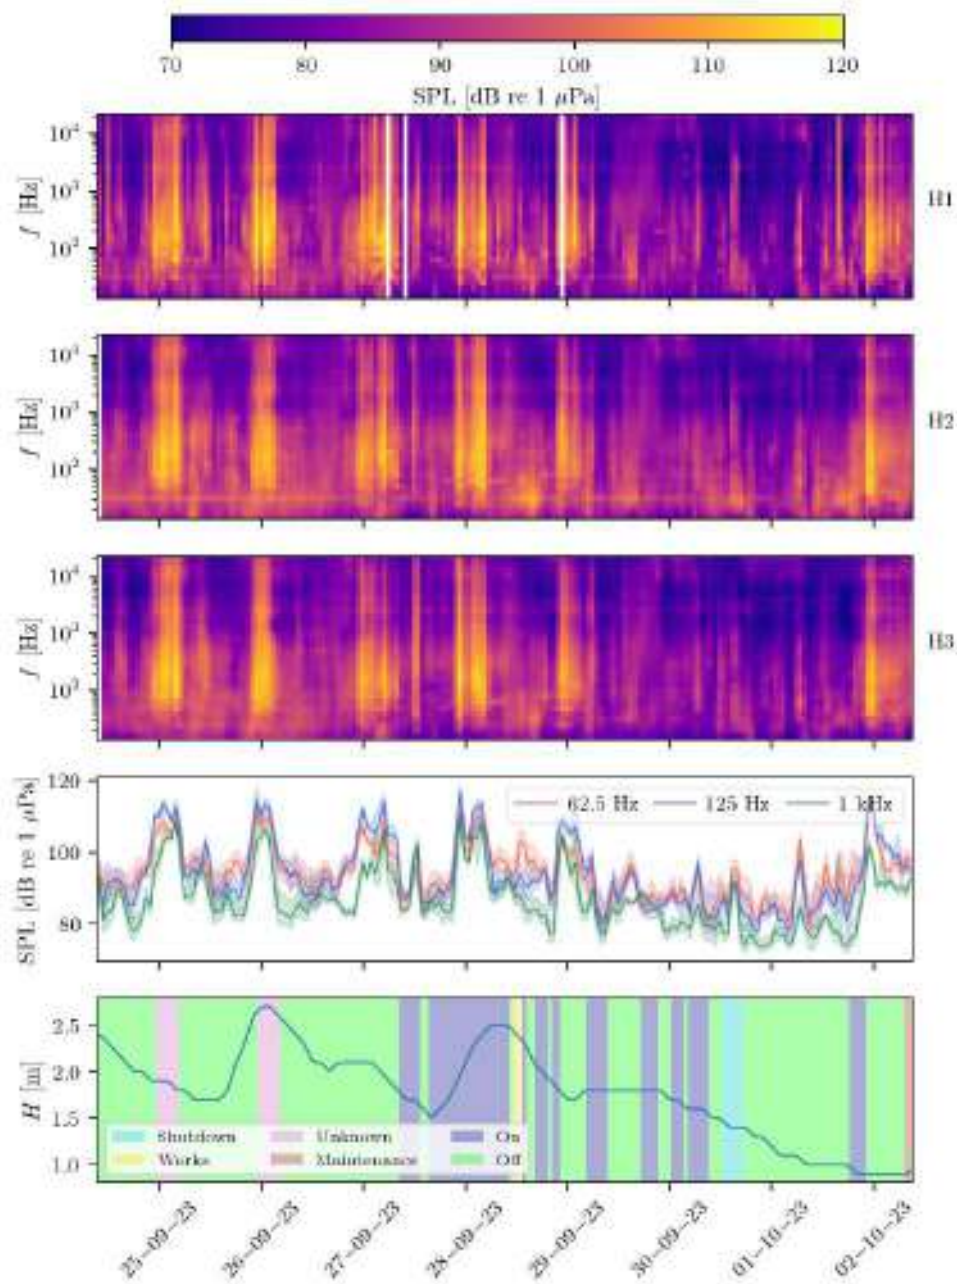 70 80 90 100 110 120
SPL [dB re 1 μPa]
10⁴
10³
10²
f [Hz]
H1
10⁴
10³
10²
f [Hz]
H2
10⁴
10³
10²
f [Hz]
H3
120
100
80
SPL [dB re 1 μPa]
62.5 Hz 125 Hz 1 kHz
2.5
2.0
1.5
1.0
H [m]
Shutdown Unknown On
Works Maintenance Off
25−09−23 26−09−23 27−09−23 28−09−23 29−09−23 30−09−23 01−10−23 02−10−23